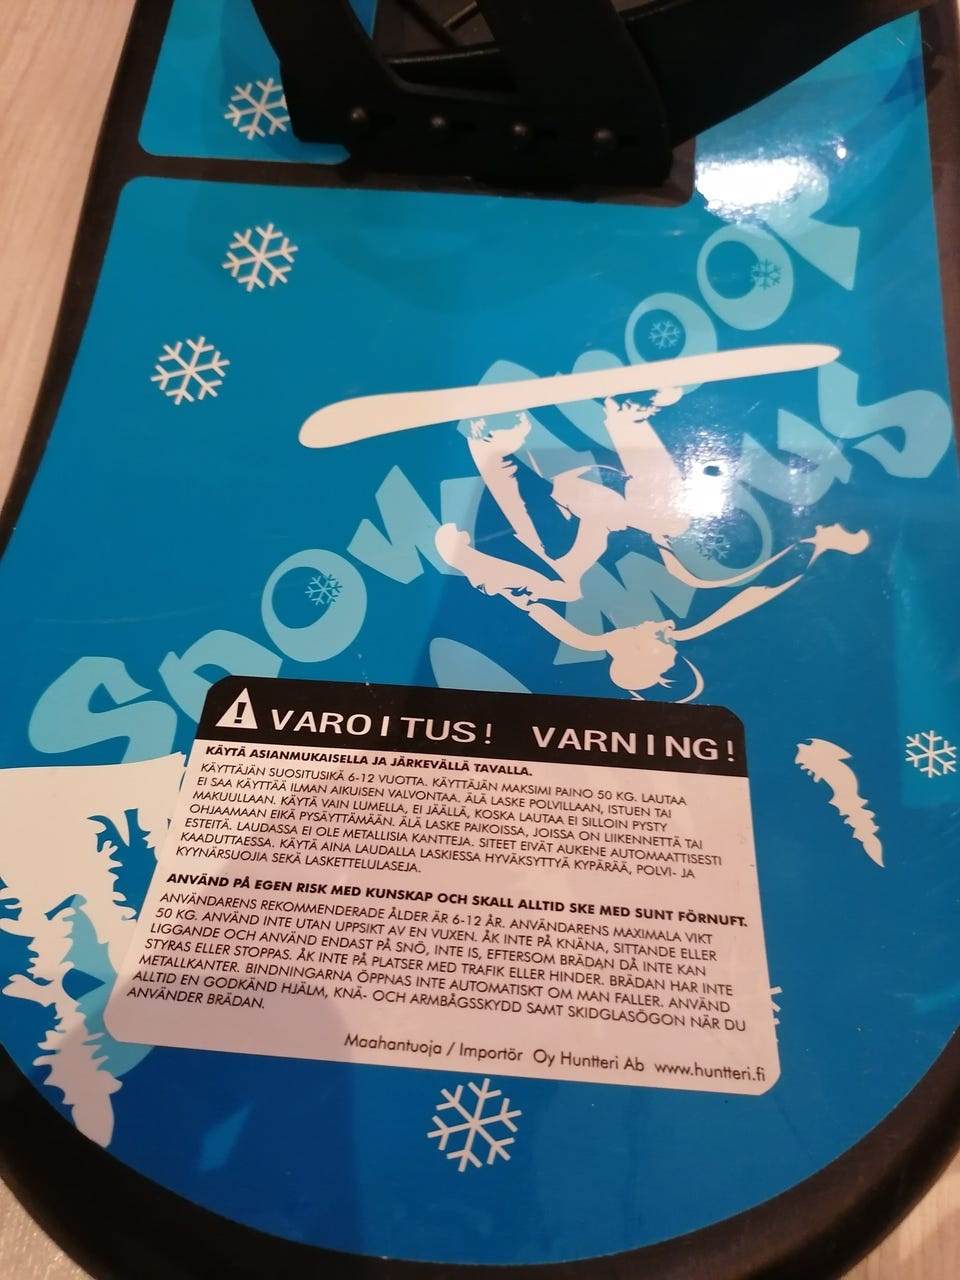 Snow
VAROITUS! VARNING!
KÄYTÄ ASIANMUKAISELLA JA JÄRKEVÄLLÄ TAVALLA.
KÄYTTÄJÄN SUOSITUSIKÄ 6-12 VUOTTA. KÄYTTÄJÄN MAKSIMI PAINO 50 KG. LAUTAA
EI SAA KÄYTTÄÄ ILMAN AIKUISEN VALVONTAA. ÄLÄ LASKE POLVILLAAN, ISTUEN TAI
MAKUULLAAN. KÄYTÄ VAIN LUMELLA, EI JÄÄLLÄ, KOSKA LAUTAA EI SILLOIN PYSTY
OHJAAMAAN EIKÄ PYSÄYTTÄMÄÄN. ÄLÄ LASKE PAIKOISSA, JOISSA ON LIIKENNETTÄ TAI
ESTEITÄ. LAUDASSA EI OLE METALLISIA KANTTEJA. SITEET EIVÄT AUKENE AUTOMAATTISESTI
KAADUTTAESSA. KÄYTÄ AINA LAUDALLA LASKIESSA HYVÄKSYTTYÄ KYPÄRÄÄ, POLVI- JA
KYYNÄRSUOJIA SEKÄ LASKETTELULASEJA.
ANVÄND PÅ EGEN RISK MED KUNSKAP OCH SKALL ALLTID SKE MED SUNT FÖRNUFT.
ANVÄNDARENS REKOMMENDERADE ÅLDER ÄR 6-12 ÅR. ANVÄNDARENS MAXIMALA VIKT
50 KG. ANVÄND INTE UTAN UPPSIKT AV EN VUXEN. ÅK INTE PÅ KNÄNA, SITTANDE ELLER
LIGGANDE OCH ANVÄND ENDAST PÅ SNÖ, INTE IS, EFTERSOM BRÄDAN DÅ INTE KAN
STYRAS ELLER STOPPAS. ÅK INTE PÅ PLATSER MED TRAFIK ELLER HINDER. BRÄDAN HAR INTE
METALLKANTER. BINDNINGARNA ÖPPNAS INTE AUTOMATISKT OM MAN FALLER. ANVÄND
ALLTID EN GODKÄND HJÄLM, KNÄ- OCH ARMBÅGSSKYDD SAMT SKIDGLASÖGON NÄR DU
ANVÄNDER BRÄDAN.
Maahantuoja / Importör Oy Huntteri Ab www.huntteri.fi